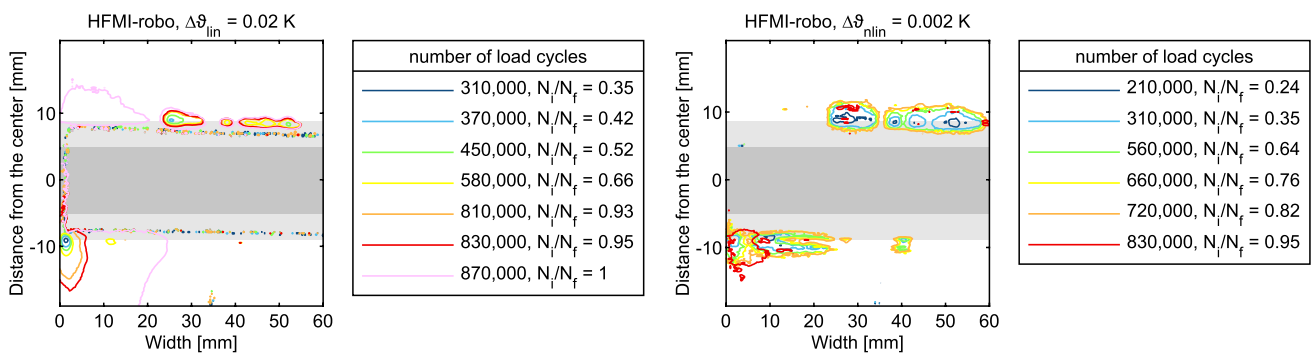 HFMI-robo, Δϑlin = 0.02 K
Distance from the center [mm]
10
0
-10
0 10 20 30 40 50 60
Width [mm]
number of load cycles
310,000, Ni/Nf = 0.35
370,000, Ni/Nf = 0.42
450,000, Ni/Nf = 0.52
580,000, Ni/Nf = 0.66
810,000, Ni/Nf = 0.93
830,000, Ni/Nf = 0.95
870,000, Ni/Nf = 1
HFMI-robo, Δϑnlin = 0.002 K
Distance from the center [mm]
10
0
-10
0 10 20 30 40 50 60
Width [mm]
number of load cycles
210,000, Ni/Nf = 0.24
310,000, Ni/Nf = 0.35
560,000, Ni/Nf = 0.64
660,000, Ni/Nf = 0.76
720,000, Ni/Nf = 0.82
830,000, Ni/Nf = 0.95